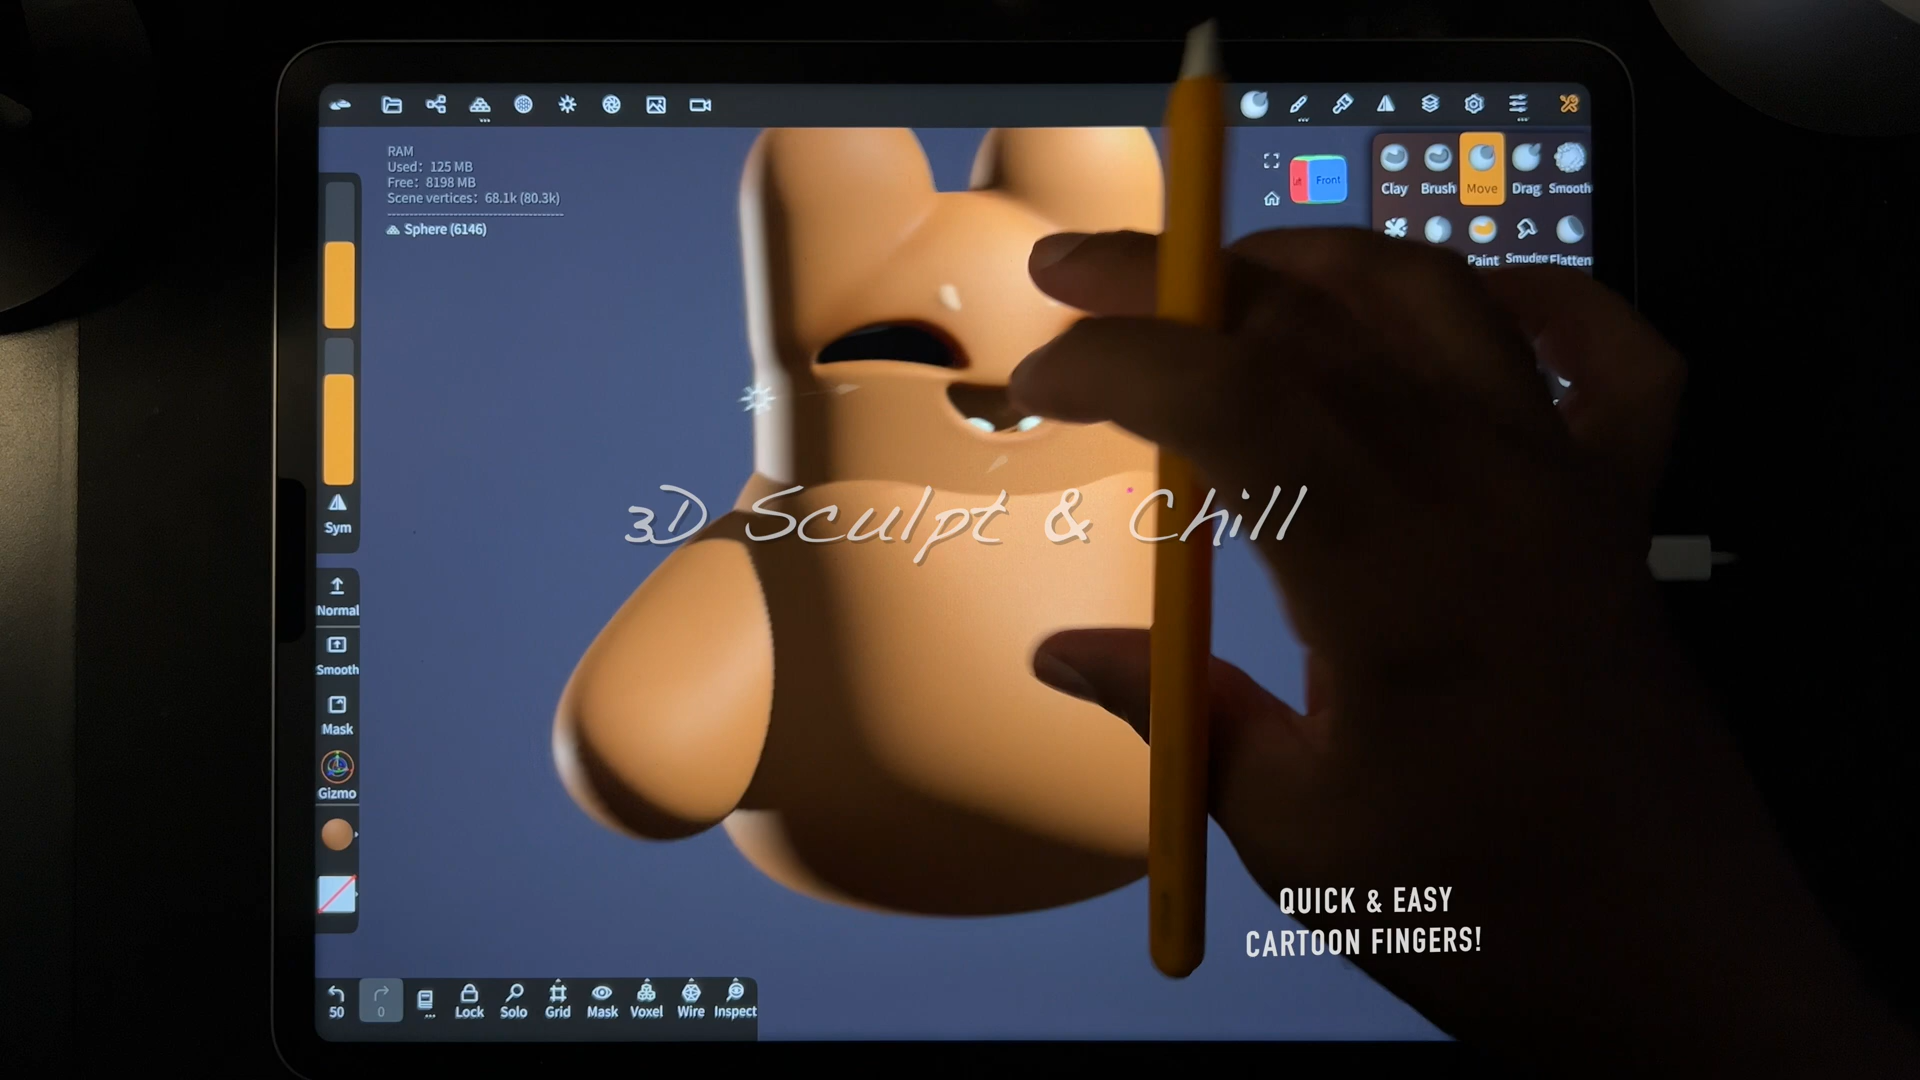 RAM
Used: 125 MB
Free: 8198 MB
Scene vertices: 68.1k (80.3k)
Sphere (6146)
Left
Front
Clay
Brush
Move
Drag
Smooth
Paint
Smudge
Flatten
Sym
3D Sculpt & Chill
Normal
Smooth
Mask
Gizmo
QUICK & EASY
CARTOON FINGERS!
50
0
Lock
Solo
Grid
Mask
Voxel
Wire
Inspect